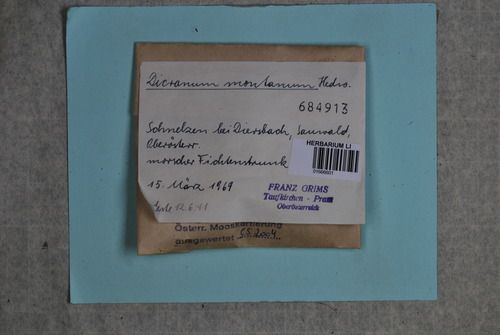 Dicranum montanum Hedw.
684913
Schnelzen bei Diersbach, Sauwald,
Oberösterr.
morscher Fichtenstrunk
HERBARIUM LI
15. März 1969
FRANZ GRIMS
Taufkirchen - Pram
Oberösterreich
Österr. Mooskartierung
ausgewertet